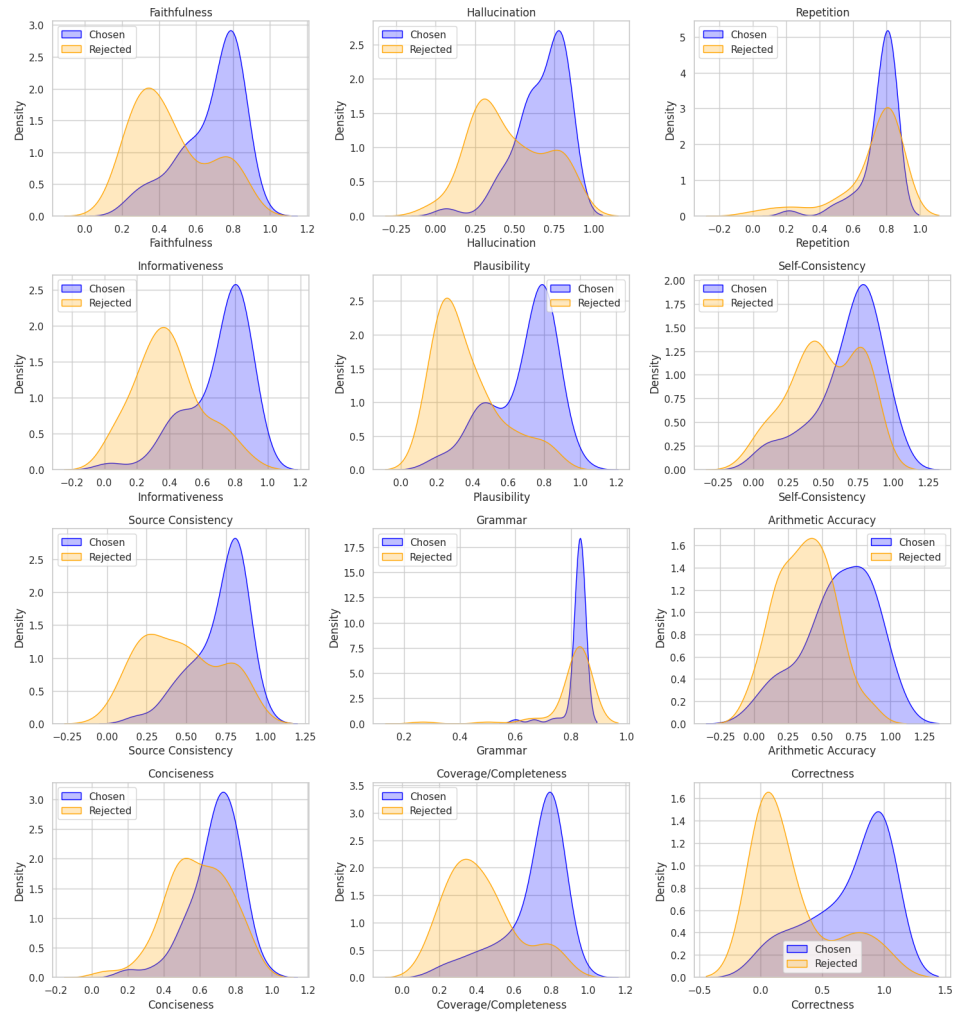 Faithfulness
Chosen
Rejected
Density
3.0
2.5
2.0
1.5
1.0
0.5
0.0
0.0 0.2 0.4 0.6 0.8 1.0 1.2
Faithfulness
Hallucination
Chosen
Rejected
Density
2.5
2.0
1.5
1.0
0.5
0.0
−0.25 0.00 0.25 0.50 0.75 1.00
Hallucination
Repetition
Chosen
Rejected
Density
5
4
3
2
1
0
−0.2 0.0 0.2 0.4 0.6 0.8 1.0
Repetition
Informativeness
Chosen
Rejected
Density
2.5
2.0
1.5
1.0
0.5
0.0
−0.2 0.0 0.2 0.4 0.6 0.8 1.0 1.2
Informativeness
Plausibility
Chosen
Rejected
Density
2.5
2.0
1.5
1.0
0.5
0.0
0.0 0.2 0.4 0.6 0.8 1.0 1.2
Plausibility
Self-Consistency
Chosen
Rejected
Density
2.00
1.75
1.50
1.25
1.00
0.75
0.50
0.25
0.00
−0.25 0.00 0.25 0.50 0.75 1.00 1.25
Self-Consistency
Source Consistency
Chosen
Rejected
Density
2.5
2.0
1.5
1.0
0.5
0.0
−0.25 0.00 0.25 0.50 0.75 1.00 1.25
Source Consistency
Grammar
Chosen
Rejected
Density
17.5
15.0
12.5
10.0
7.5
5.0
2.5
0.0
0.2 0.4 0.6 0.8 1.0
Grammar
Arithmetic Accuracy
Chosen
Rejected
Density
1.6
1.4
1.2
1.0
0.8
0.6
0.4
0.2
0.0
−0.25 0.00 0.25 0.50 0.75 1.00 1.25
Arithmetic Accuracy
Conciseness
Chosen
Rejected
Density
3.0
2.5
2.0
1.5
1.0
0.5
0.0
−0.2 0.0 0.2 0.4 0.6 0.8 1.0 1.2
Conciseness
Coverage/Completeness
Chosen
Rejected
Density
3.5
3.0
2.5
2.0
1.5
1.0
0.5
0.0
0.0 0.2 0.4 0.6 0.8 1.0 1.2
Coverage/Completeness
Correctness
Chosen
Rejected
Density
1.6
1.4
1.2
1.0
0.8
0.6
0.4
0.2
0.0
−0.5 0.0 0.5 1.0 1.5
Correctness